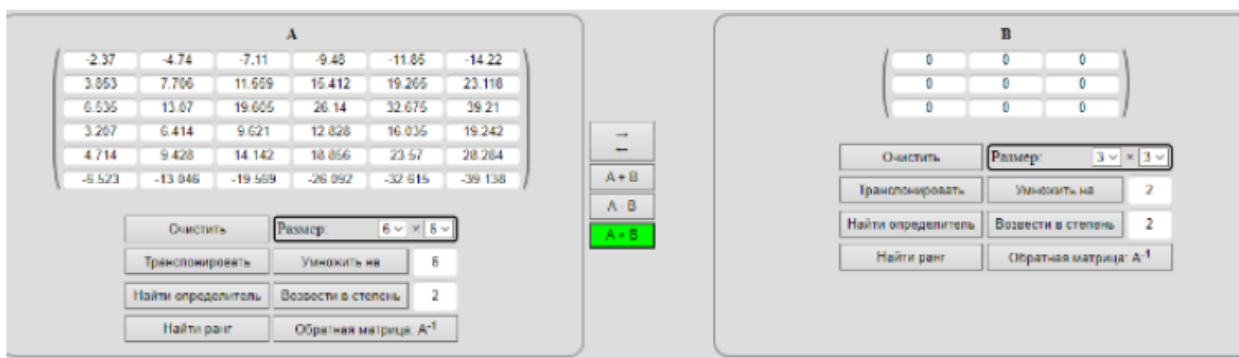 A
-2.37 -4.74 -7.11 -9.48 -11.85 -14.22
3.853 7.706 11.559 15.412 19.265 23.118
6.535 13.07 19.605 26.14 32.675 39.21
3.207 6.414 9.621 12.828 16.035 19.242
4.714 9.428 14.142 18.856 23.57 28.284
-6.523 -13.046 -19.569 -26.092 -32.615 -39.138
Очистить Размер: 6 × 6
Транспонировать Умножить на 6
Найти определитель Возвести в степень 2
Найти ранг Обратная матрица: A-1
→
←
A + B
A - B
A × B
B
0 0 0
0 0 0
0 0 0
Очистить Размер: 3 × 3
Транспонировать Умножить на 2
Найти определитель Возвести в степень 2
Найти ранг Обратная матрица: A-1